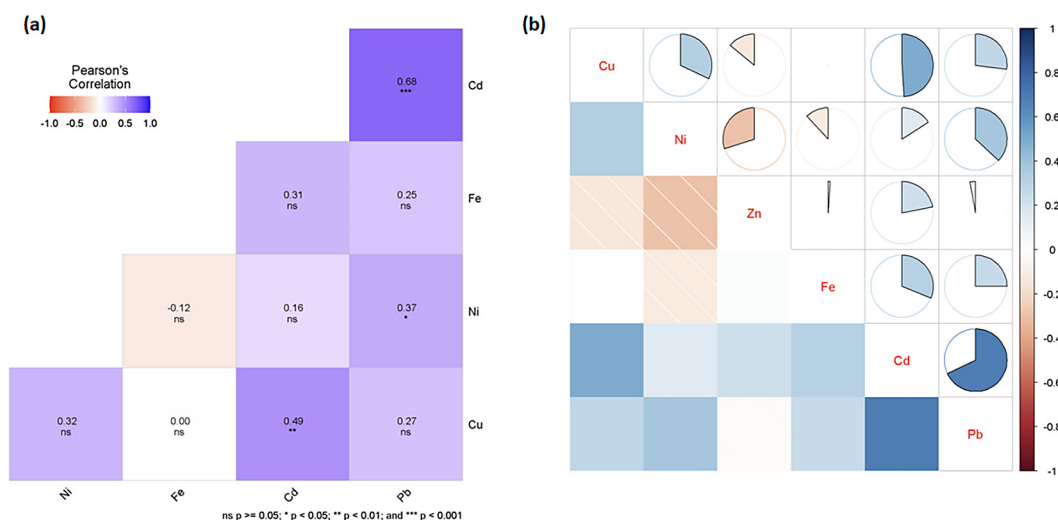 (a)
Pearson's
Correlation
-1.0 -0.5 0.0 0.5 1.0
0.68
***
Cd
0.31
ns
0.25
ns
Fe
-0.12
ns
0.16
ns
0.37
*
Ni
0.32
ns
0.00
ns
0.49
**
0.27
ns
Cu
Ni
Fe
Cd
Pb
ns p >= 0.05; * p < 0.05; ** p < 0.01; and *** p < 0.001
(b)
Cu
Ni
Zn
Fe
Cd
Pb
1
0.8
0.6
0.4
0.2
0
-0.2
-0.4
-0.6
-0.8
-1